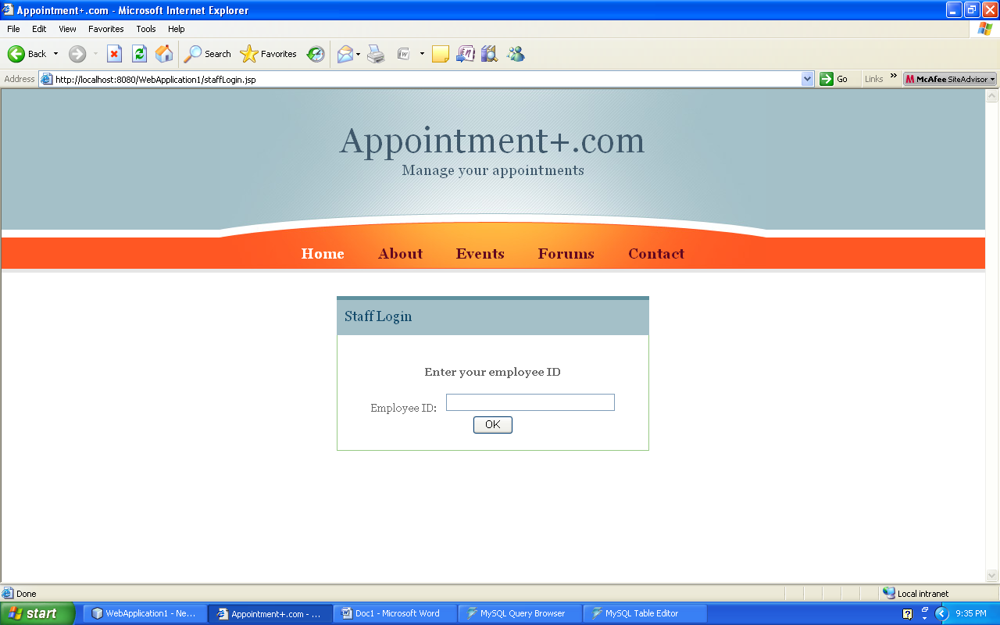 Appointment+.com - Microsoft Internet Explorer
File Edit View Favorites Tools Help
Back Search Favorites
Address http://localhost:8080/WebApplication1/staffLogin.jsp Go Links » McAfee SiteAdvisor
Appointment+.com
Manage your appointments
Home About Events Forums Contact
Staff Login
Enter your employee ID
Employee ID:
OK
Done Local intranet
start WebApplication1 - Ne... Appointment+.com - ... Doc1 - Microsoft Word MySQL Query Browser MySQL Table Editor 9:35 PM